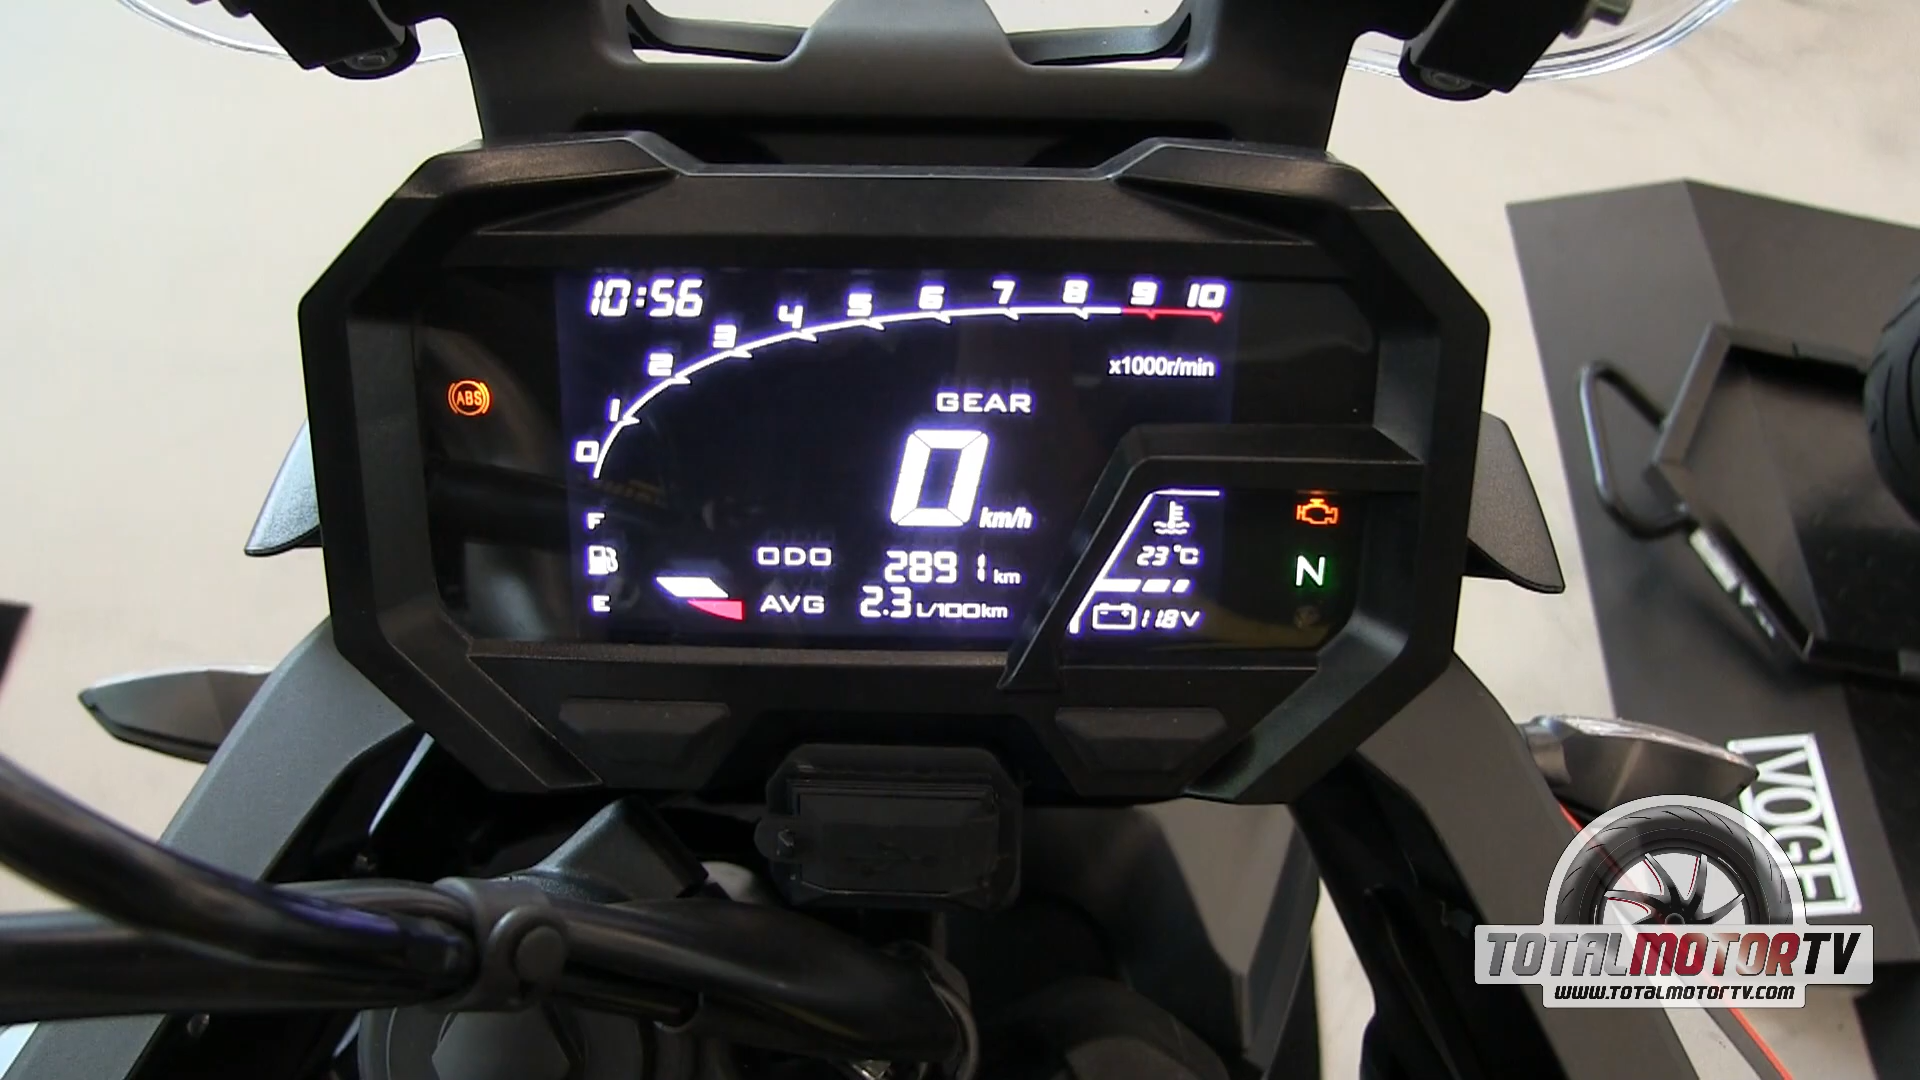 10:56
0 1 2 3 4 5 6 7 8 9 10
x1000r/min
ABS
GEAR
0 km/h
F
E
ODO 2891 km
AVG 2.3 L/100km
23°C
11.8V
N
VOGE
TOTALMOTORTV
www.TOTALMOTORTV.com